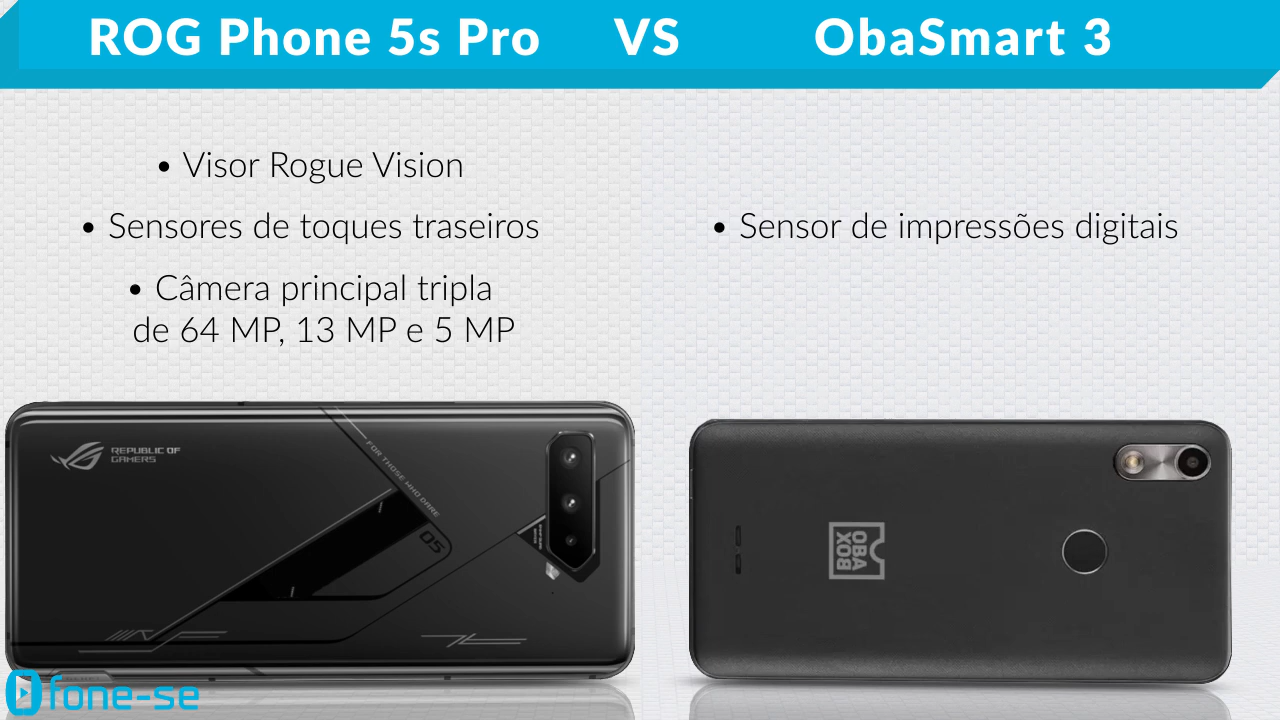 ROG Phone 5s Pro VS ObaSmart 3
• Visor Rogue Vision
• Sensores de toques traseiros
• Câmera principal tripla
de 64 MP, 13 MP e 5 MP
• Sensor de impressões digitais
REPUBLIC OF
GAMERS
FOR THOSE WHO DARE
05
OBA
BOX
fone-se